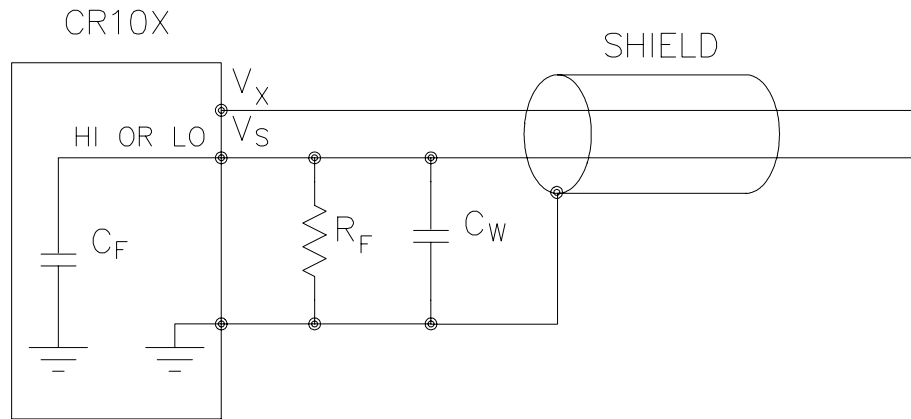 CR10X
SHIELD
VX
HI OR LO VS
CF
RF
CW